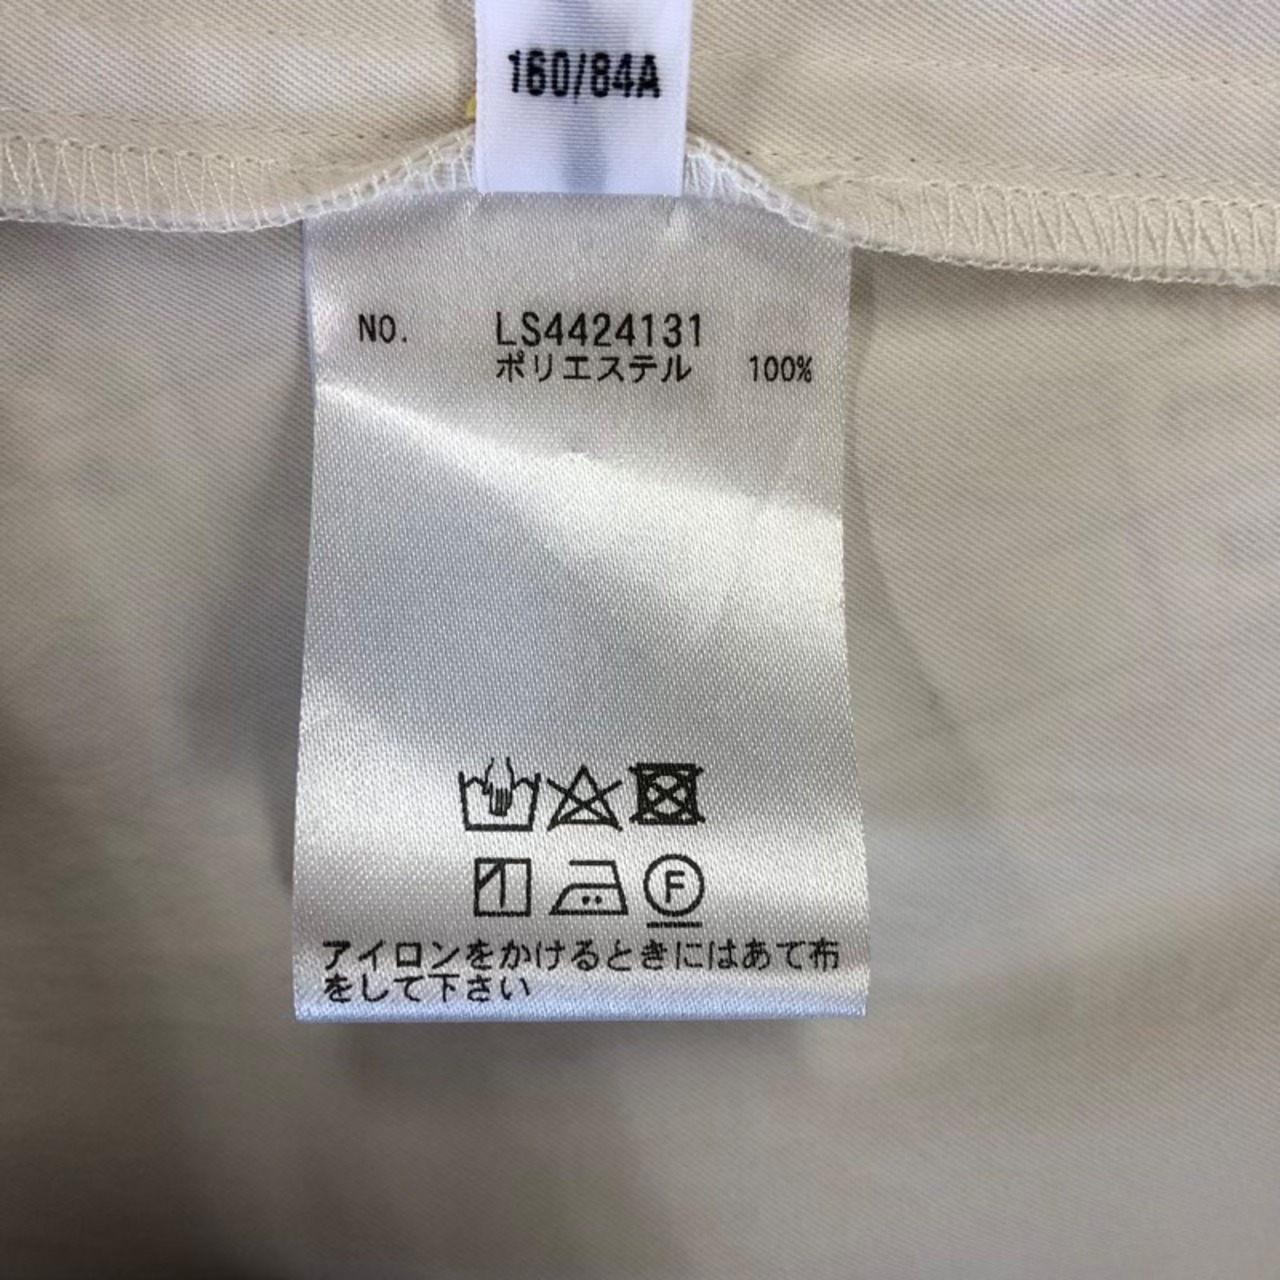 160/84A
NO. LS4424131
ポリエステル 100%
F
アイロンをかけるときにはあて布
をして下さい